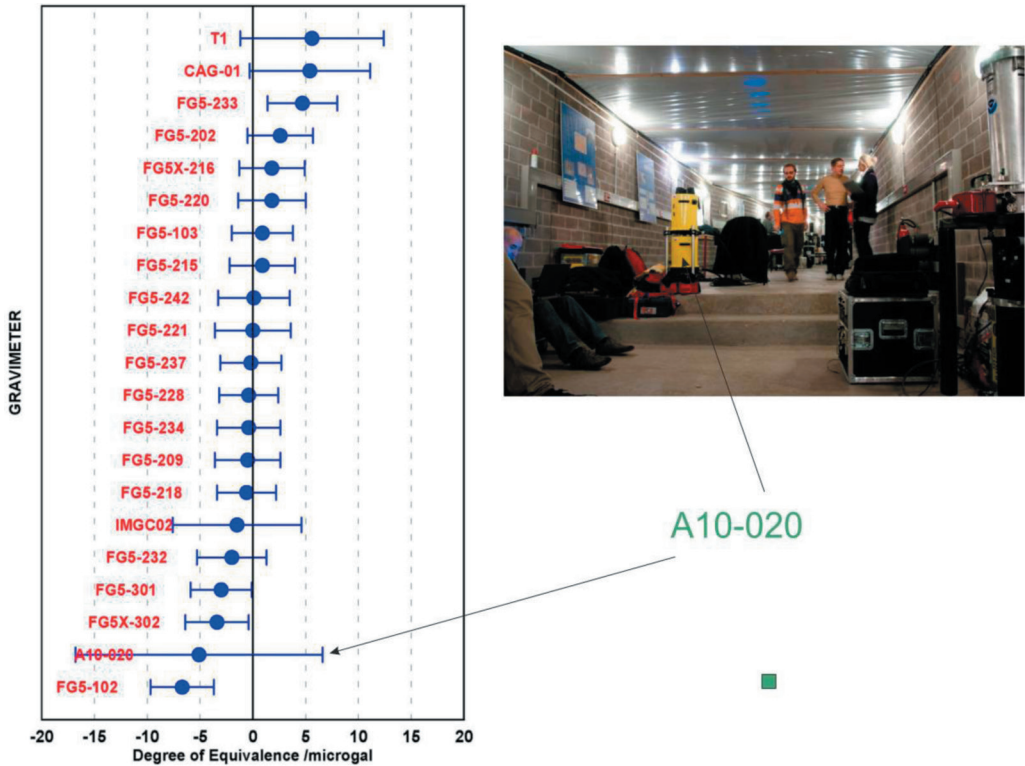 T1
CAG-01
FG5-233
FG5-202
FG5X-216
FG5-220
FG5-103
FG5-215
FG5-242
FG5-221
FG5-237
FG5-228
FG5-234
FG5-209
FG5-218
IMGC02
FG5-232
FG5-301
FG5X-302
A10-020
FG5-102
GRAVIMETER
-20 -15 -10 -5 0 5 10 15 20
Degree of Equivalence /microgal
A10-020